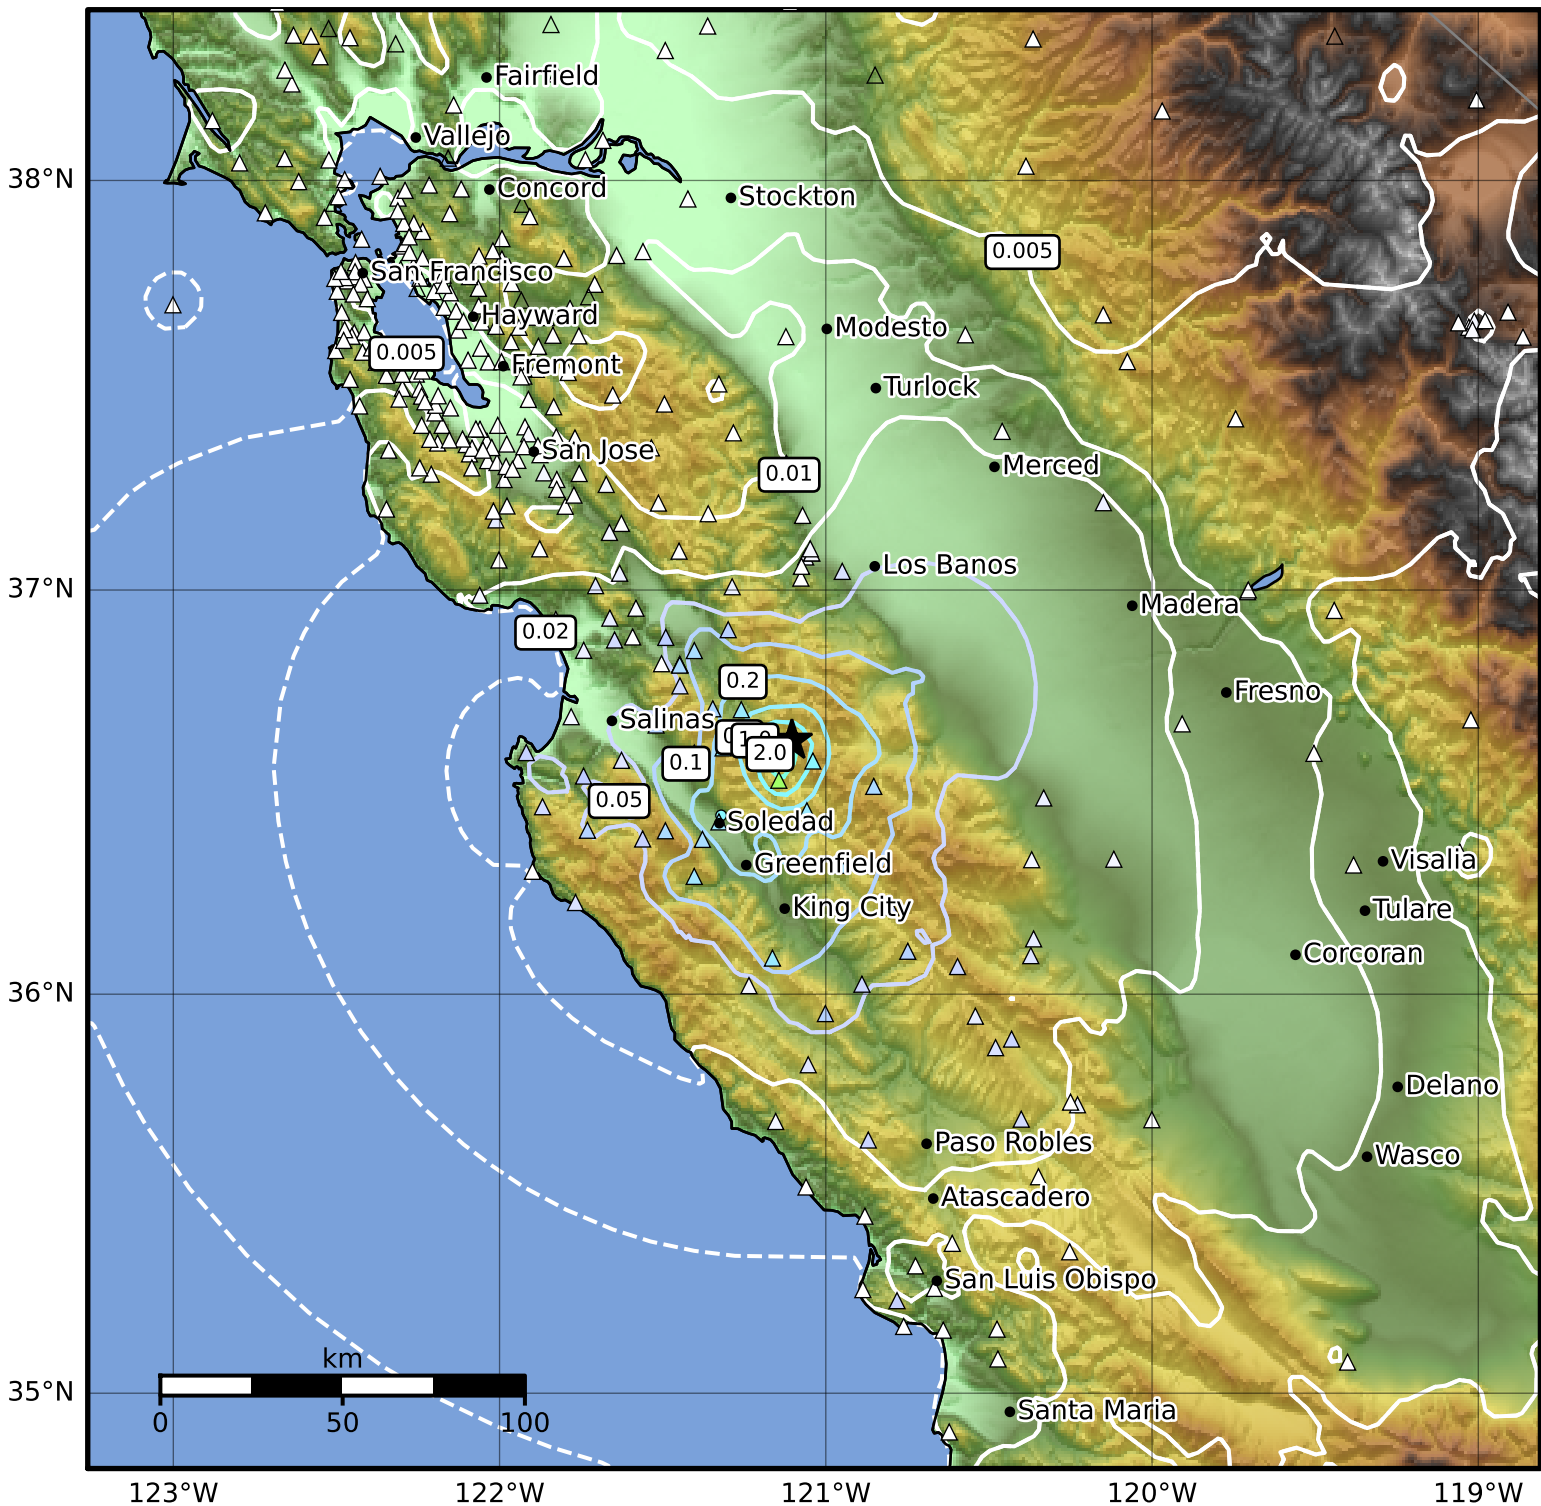 Fairfield
Vallejo
38°N
Concord
Stockton
0.005
San Francisco
Hayward
Modesto
0.005
Fremont
Turlock
San Jose
Merced
0.01
37°N
Los Banos
Madera
0.02
0.2
Fresno
Salinas
2.0
0.1
0.05
Soledad
Greenfield
Visalia
King City
Tulare
Corcoran
36°N
Delano
Paso Robles
Wasco
Atascadero
San Luis Obispo
km
35°N
Santa Maria
0 50 100
123°W 122°W 121°W 120°W 119°W